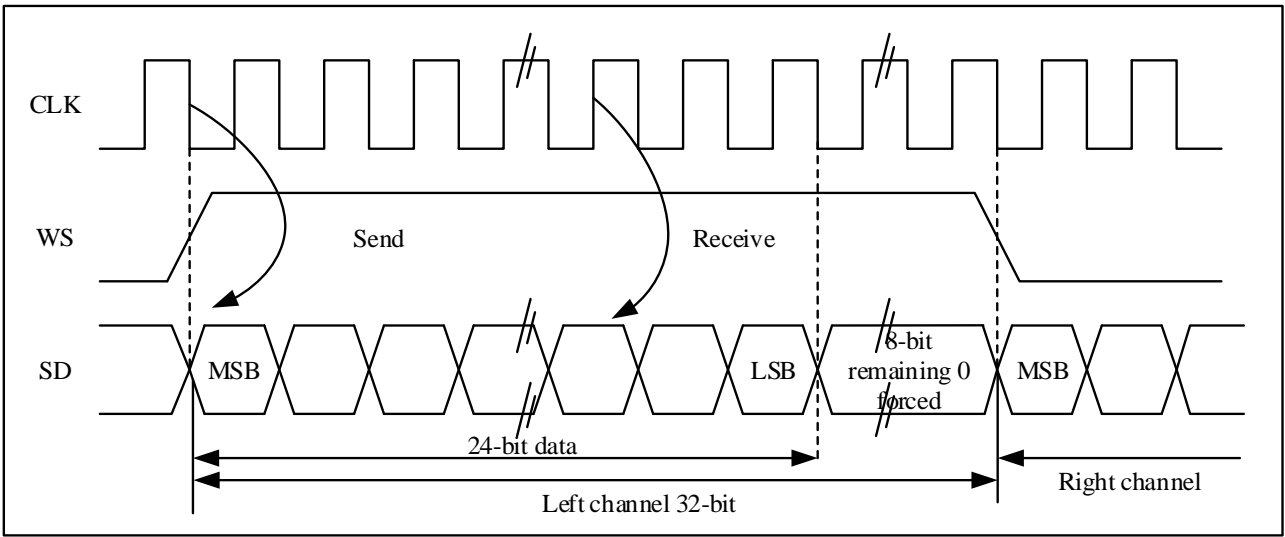 CLK
WS
Send
Receive
SD
MSB
LSB
8-bit
remaining 0
forced
MSB
24-bit data
Left channel 32-bit
Right channel